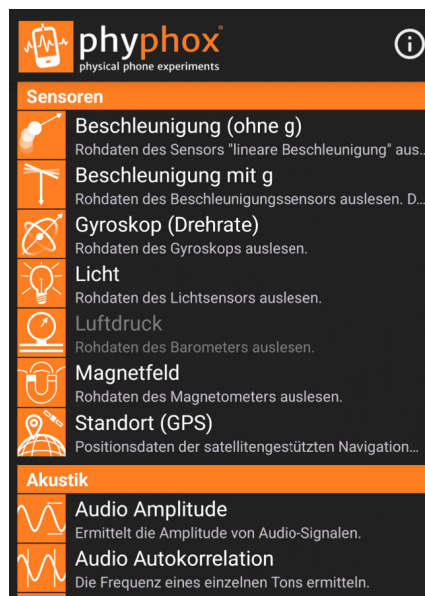 phyphox®
physical phone experiments
Sensoren
Beschleunigung (ohne g)
Rohdaten des Sensors "lineare Beschleunigung" aus..
Beschleunigung mit g
Rohdaten des Beschleunigungssensors auslesen. D...
Gyroskop (Drehrate)
Rohdaten des Gyroskops auslesen.
Licht
Rohdaten des Lichtsensors auslesen.
Luftdruck
Rohdaten des Barometers auslesen.
Magnetfeld
Rohdaten des Magnetometers auslesen.
Standort (GPS)
Positionsdaten der satellitengestützten Navigation...
Akustik
Audio Amplitude
Ermittelt die Amplitude von Audio-Signalen.
Audio Autokorrelation
Die Frequenz eines einzelnen Tons ermitteln.